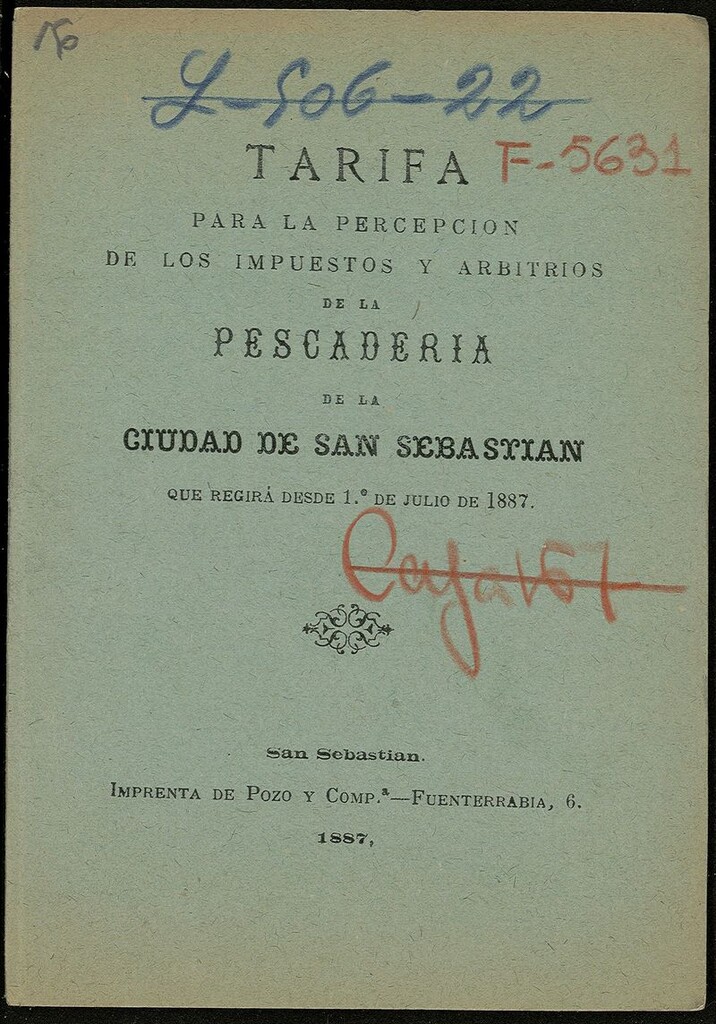 L-506-22
TARIFA F-5631
PARA LA PERCEPCION
DE LOS IMPUESTOS Y ARBITRIOS
DE LA
PESCADERIA
DE LA
CIUDAD DE SAN SEBASTIAN
QUE REGIRÁ DESDE 1.º DE JULIO DE 1887.
Caja 151
San Sebastian.
IMPRENTA DE POZO Y COMP.ª—FUENTERRABIA, 6.
1887,